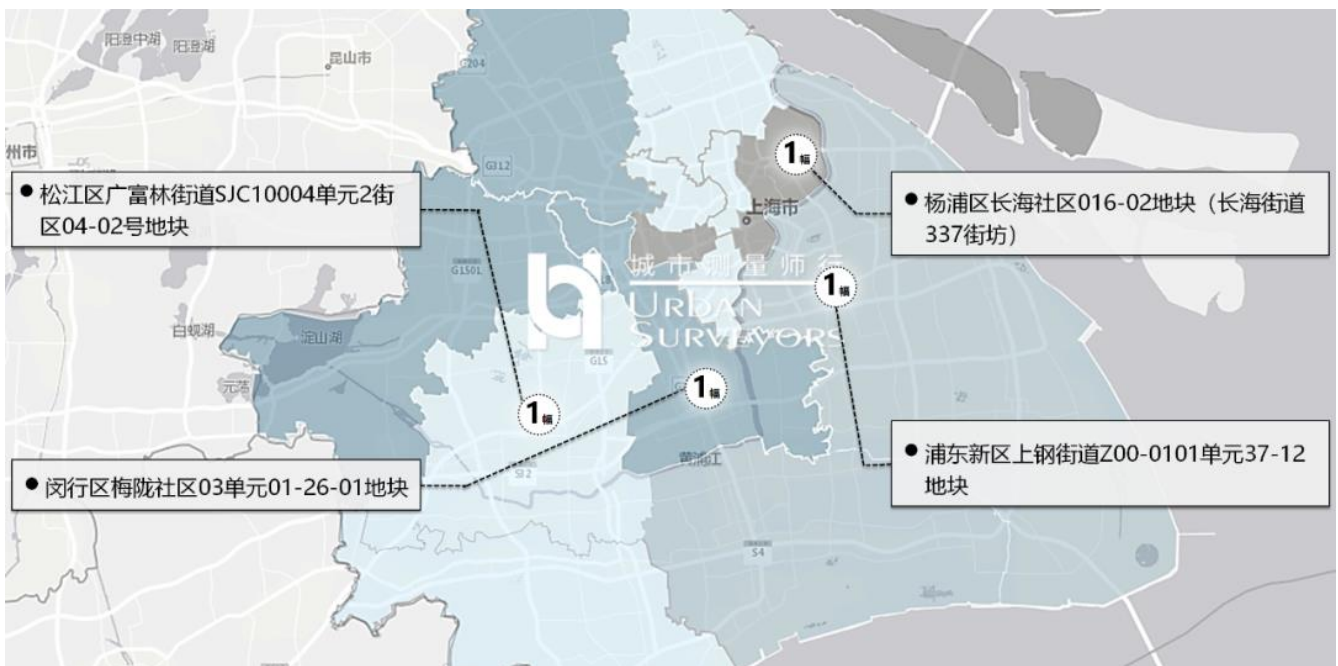 阳澄中湖
阳澄湖
昆山市
G204
州市
G312
● 松江区广富林街道SJC10004单元2街
区04-02号地块
1幅
● 杨浦区长海社区016-02地块（长海街道
337街坊）
上海市
G1501
城市测量师行
URBAN
SURVEYORS
1幅
白蚬湖
淀山湖
元荡
G15
1幅
1幅
黄浦江
● 闵行区梅陇社区03单元01-26-01地块
● 浦东新区上钢街道Z00-0101单元37-12
地块
S4